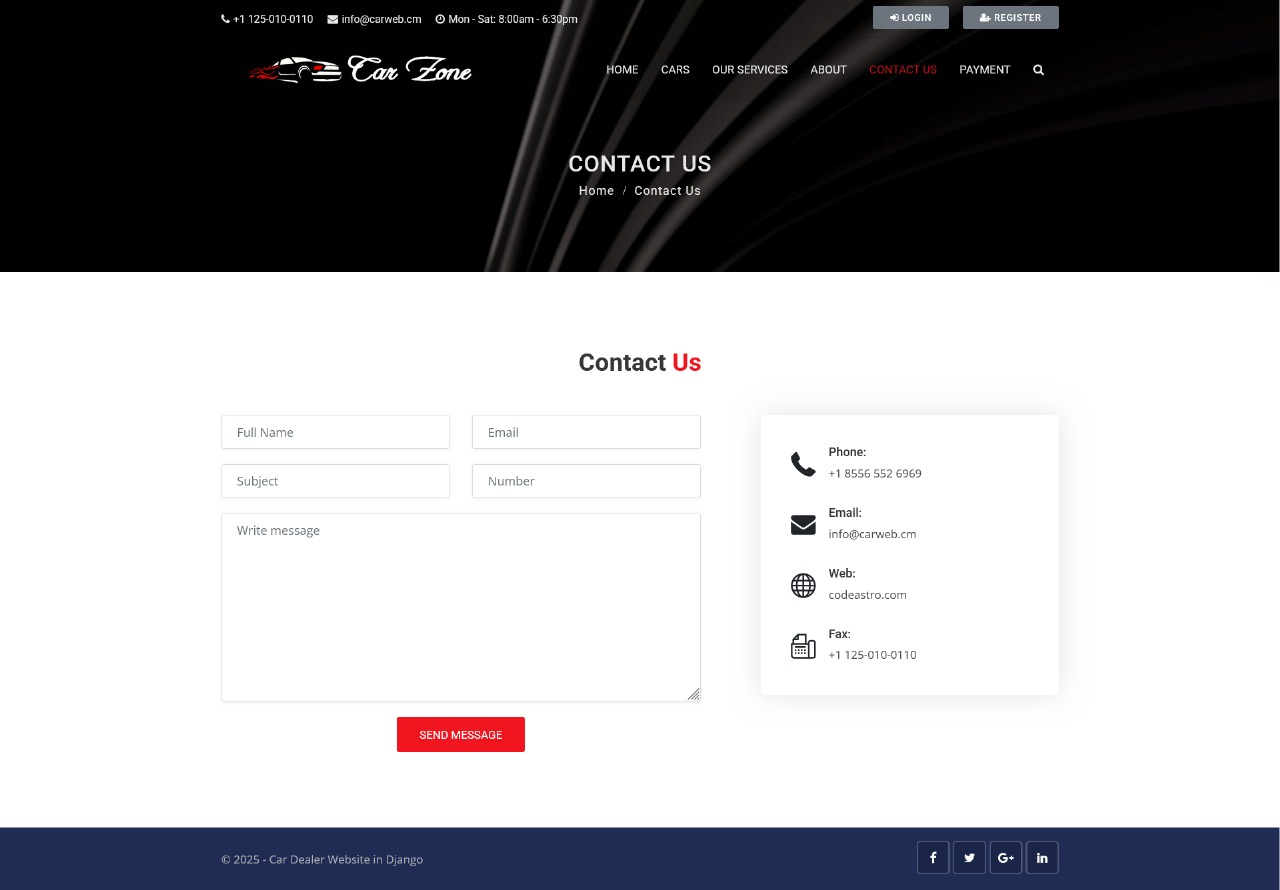 +1 125-010-0110 info@carweb.cm Mon - Sat: 8:00am - 6:30pm LOGIN REGISTER
Car Zone HOME CARS OUR SERVICES ABOUT CONTACT US PAYMENT
CONTACT US
Home / Contact Us
Contact Us
Full Name Email
Subject Number
Write message
SEND MESSAGE
Phone:
+1 8556 552 6969
Email:
info@carweb.cm
Web:
codeastro.com
Fax:
+1 125-010-0110
© 2025 - Car Dealer Website in Django